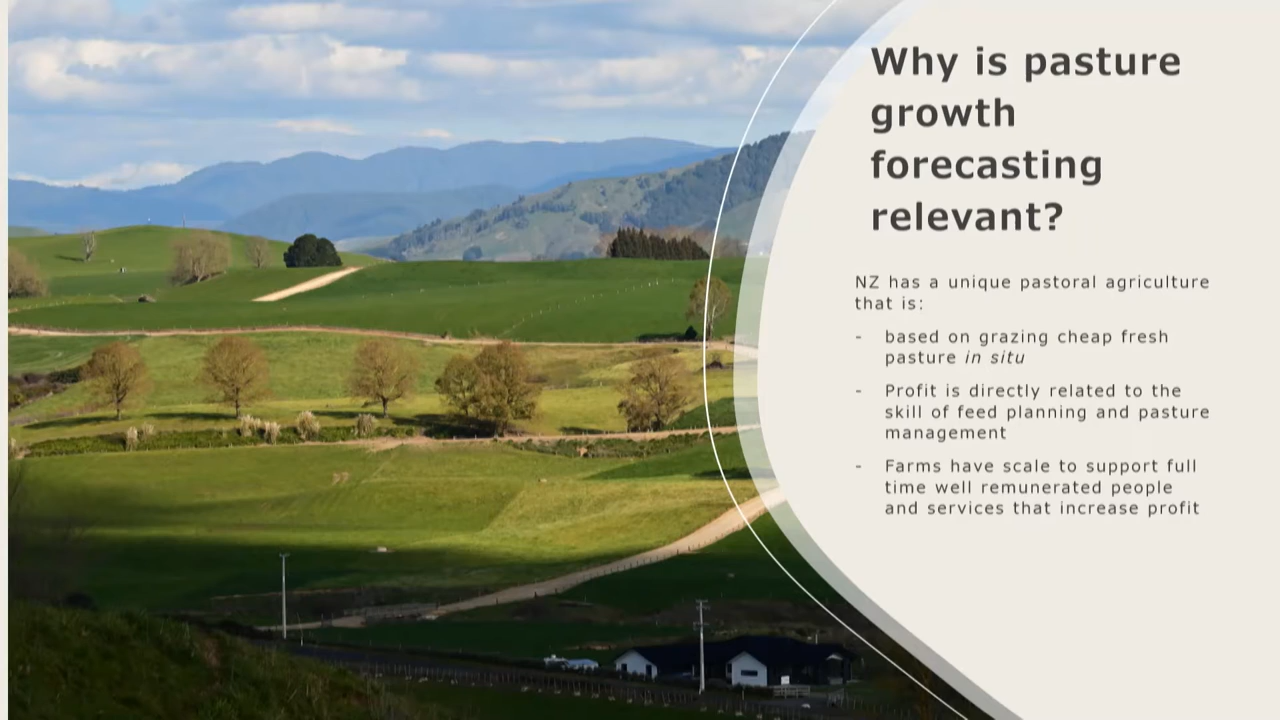 Why is pasture
growth
forecasting
relevant?
NZ has a unique pastoral agriculture
that is:
- based on grazing cheap fresh
pasture in situ
- Profit is directly related to the
skill of feed planning and pasture
management
- Farms have scale to support full
time well remunerated people
and services that increase profit